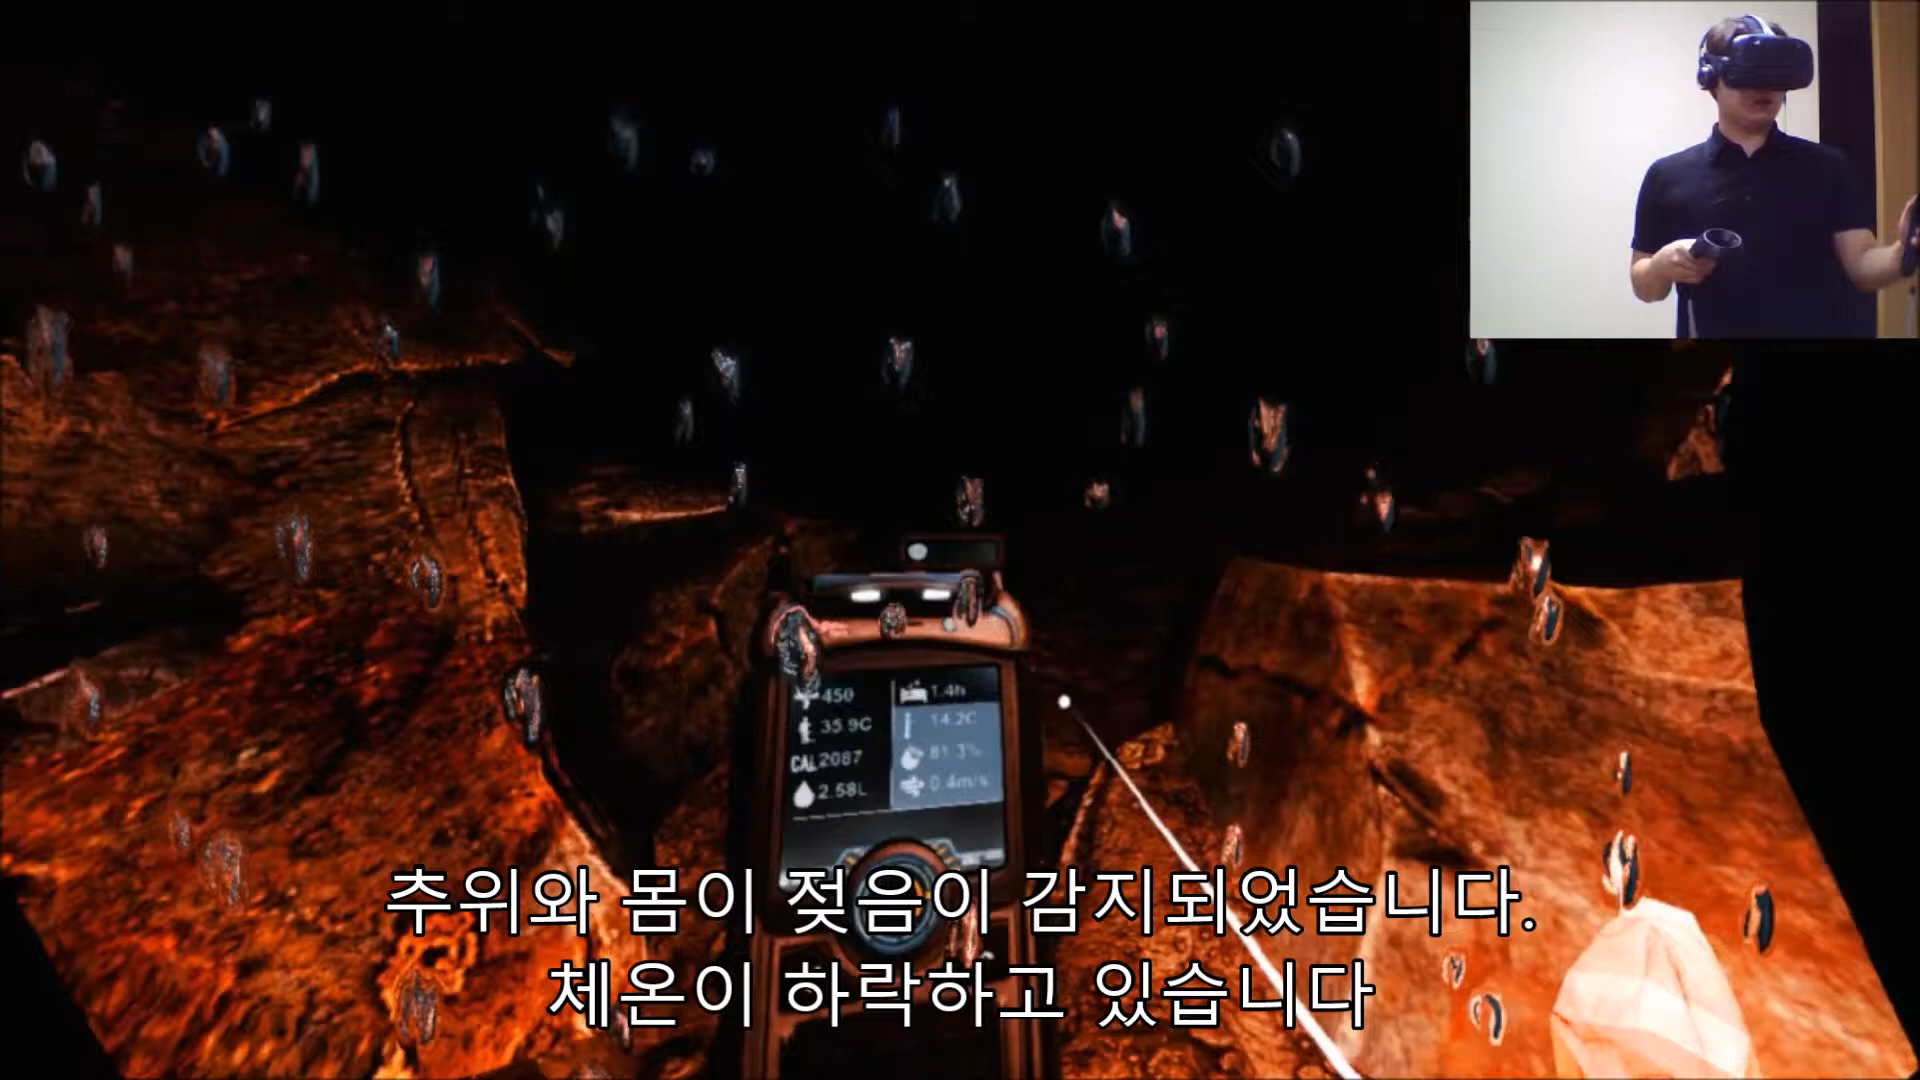 450
35.9C
CAL 2087
2.58L
1.4h
14.2C
81.3%
0.4m/s
추위와 몸이 젖음이 감지되었습니다.
체온이 하락하고 있습니다